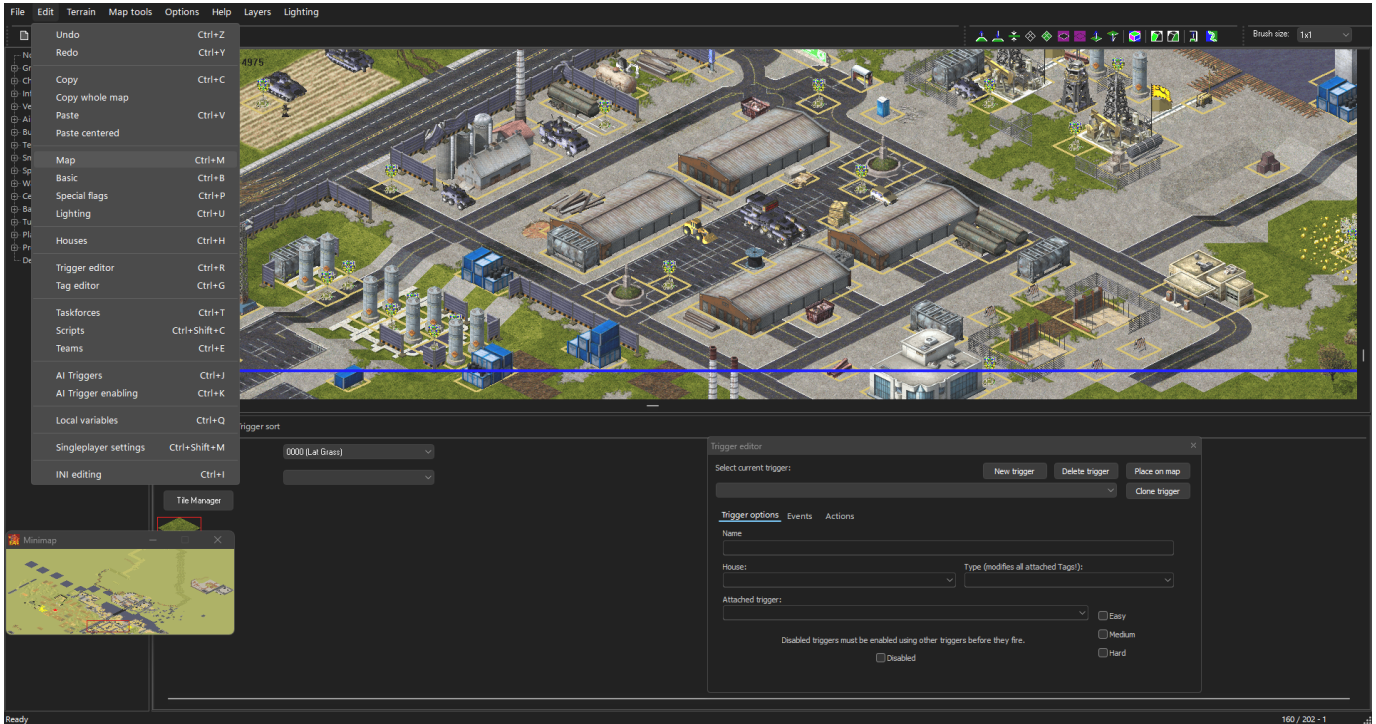 File Edit Terrain Map tools Options Help Layers Lighting
Undo Ctrl+Z
Redo Ctrl+Y
Copy Ctrl+C
Copy whole map
Paste Ctrl+V
Paste centered
Map Ctrl+M
Basic Ctrl+B
Special flags Ctrl+P
Lighting Ctrl+U
Houses Ctrl+H
Trigger editor Ctrl+R
Tag editor Ctrl+G
Taskforces Ctrl+T
Scripts Ctrl+Shift+C
Teams Ctrl+E
AI Triggers Ctrl+J
AI Trigger enabling Ctrl+K
Local variables Ctrl+Q
Singleplayer settings Ctrl+Shift+M
INI editing Ctrl+I
Brush size: 1x1
4975
Trigger sort
0000 (Lat Grass)
Tile Manager
Minimap
Trigger editor
Select current trigger:
New trigger Delete trigger Place on map
Clone trigger
Trigger options Events Actions
Name
House: Type (modifies all attached Tags!):
Attached trigger:
Easy
Medium
Hard
Disabled triggers must be enabled using other triggers before they fire.
Disabled
Ready 160 / 202 - 1